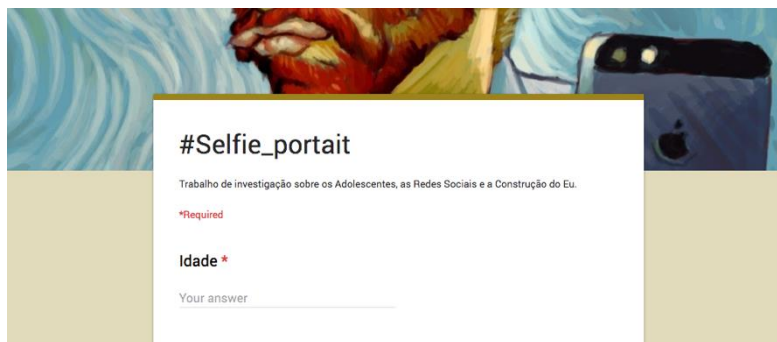 #Selfie_portait
Trabalho de investigação sobre os Adolescentes, as Redes Sociais e a Construção do Eu.
*Required
Idade *
Your answer